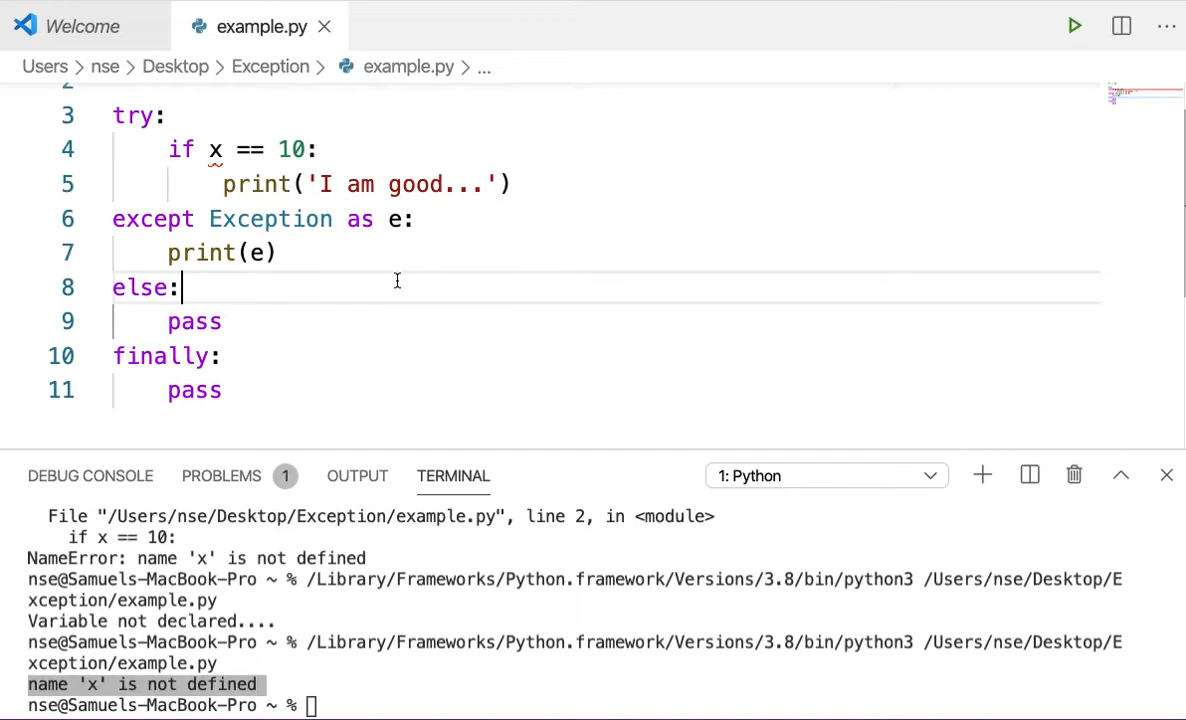 Welcome example.py
Users > nse > Desktop > Exception > example.py > ...
2
3 try:
4 if x == 10:
5 print('I am good...')
6 except Exception as e:
7 print(e)
8 else:
9 pass
10 finally:
11 pass
DEBUG CONSOLE PROBLEMS 1 OUTPUT TERMINAL 1: Python
File "/Users/nse/Desktop/Exception/example.py", line 2, in <module>
if x == 10:
NameError: name 'x' is not defined
nse@Samuels-MacBook-Pro ~ % /Library/Frameworks/Python.framework/Versions/3.8/bin/python3 /Users/nse/Desktop/E
xception/example.py
Variable not declared....
nse@Samuels-MacBook-Pro ~ % /Library/Frameworks/Python.framework/Versions/3.8/bin/python3 /Users/nse/Desktop/E
xception/example.py
name 'x' is not defined
nse@Samuels-MacBook-Pro ~ %